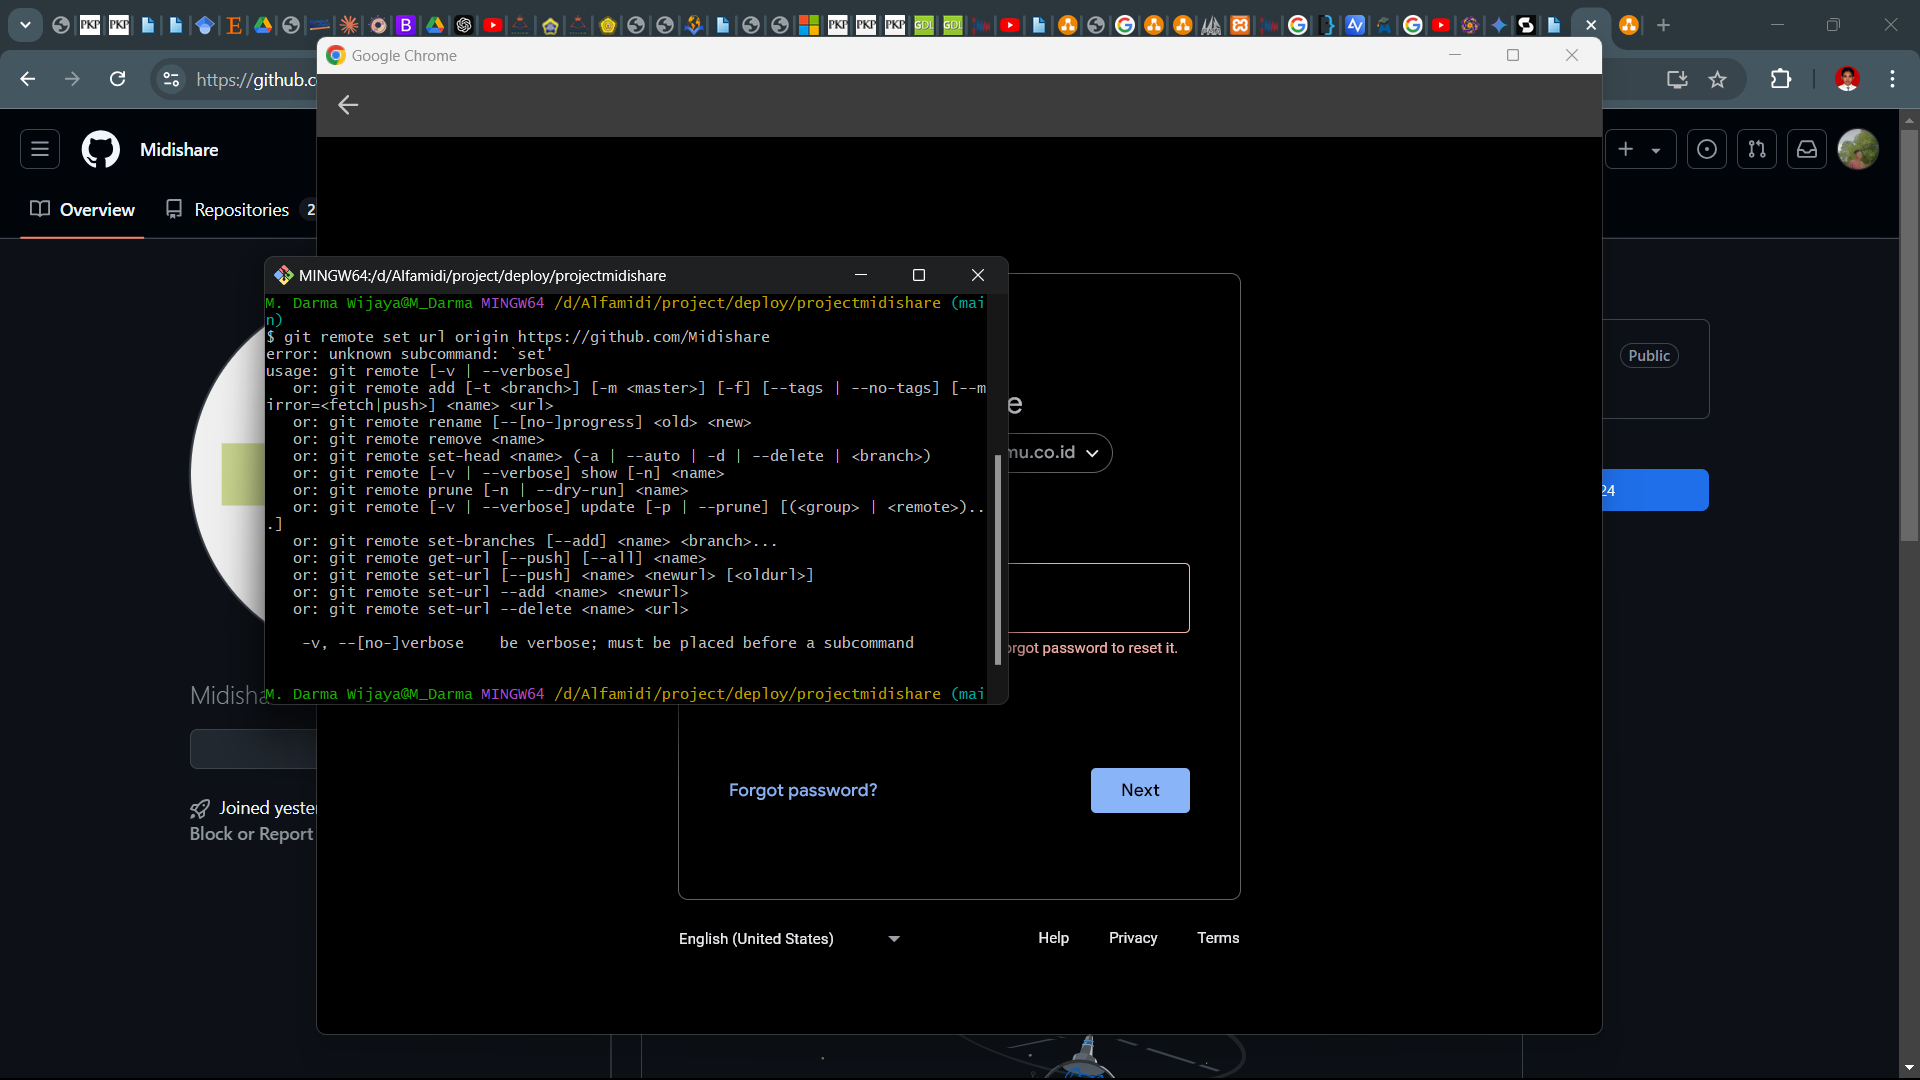 Google Chrome
https://github.c
Midishare
Overview
Repositories 2
MINGW64:/d/Alfamidi/project/deploy/projectmidishare
M. Darma Wijaya@M_Darma MINGW64 /d/Alfamidi/project/deploy/projectmidishare (mai
n)
$ git remote set url origin https://github.com/Midishare
error: unknown subcommand: `set'
usage: git remote [-v | --verbose]
or: git remote add [-t <branch>] [-m <master>] [-f] [--tags | --no-tags] [--m
irror=<fetch|push>] <name> <url>
or: git remote rename [--[no-]progress] <old> <new>
or: git remote remove <name>
or: git remote set-head <name> (-a | --auto | -d | --delete | <branch>)
or: git remote [-v | --verbose] show [-n] <name>
or: git remote prune [-n | --dry-run] <name>
or: git remote [-v | --verbose] update [-p | --prune] [(<group> | <remote>)..
.]
or: git remote set-branches [--add] <name> <branch>...
or: git remote get-url [--push] [--all] <name>
or: git remote set-url [--push] <name> <newurl> [<oldurl>]
or: git remote set-url --add <name> <newurl>
or: git remote set-url --delete <name> <url>
-v, --[no-]verbose be verbose; must be placed before a subcommand
M. Darma Wijaya@M_Darma MINGW64 /d/Alfamidi/project/deploy/projectmidishare (mai
Public
e
mu.co.id
24
orgot password to reset it.
Midisha
Forgot password?
Next
Joined yester
Block or Report
English (United States)
Help
Privacy
Terms